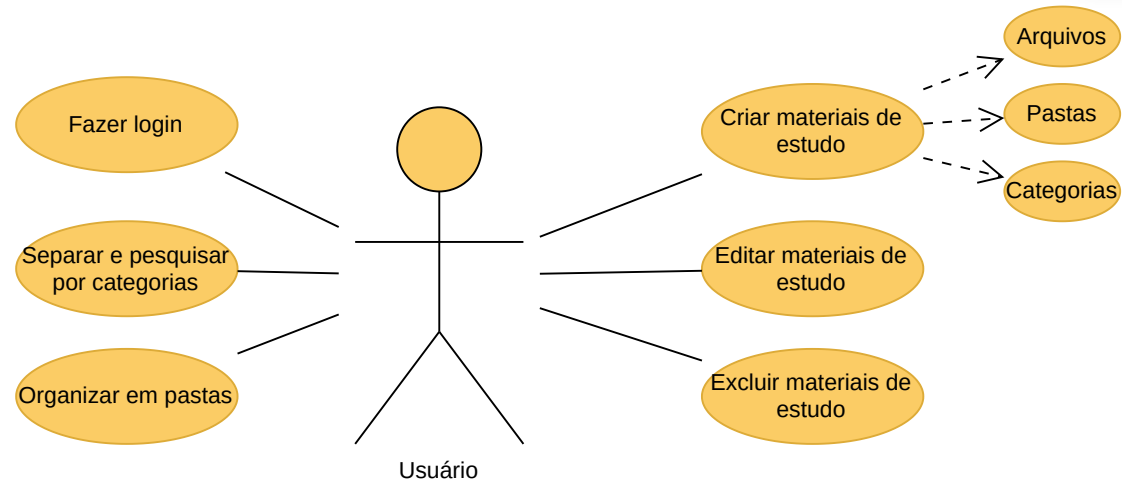 Arquivos
Fazer login
Criar materiais de
estudo
Pastas
Categorias
Separar e pesquisar
por categorias
Editar materiais de
estudo
Organizar em pastas
Excluir materiais de
estudo
Usuário